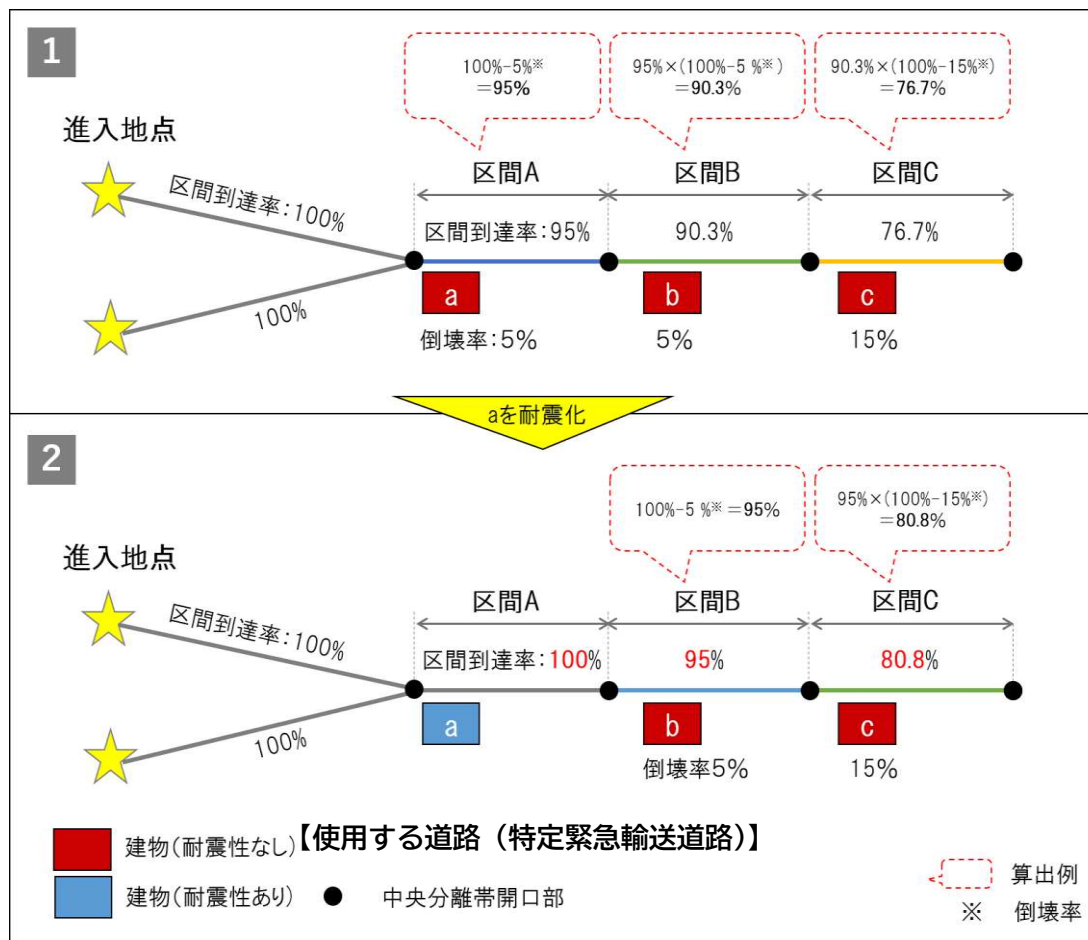 1
100%-5%※
=95%
95%×(100%-5 %※)
=90.3%
90.3%×(100%-15%※)
=76.7%
進入地点
区間A
区間B
区間C
区間到達率:100%
100%
区間到達率:95%
90.3%
76.7%
a
b
c
倒壊率:5%
5%
15%
aを耐震化
2
100%-5 %※ =95%
95%×(100%-15%※)
=80.8%
進入地点
区間A
区間B
区間C
区間到達率:100%
100%
区間到達率:100%
95%
80.8%
a
b
c
倒壊率5%
15%
建物(耐震性なし)
【使用する道路(特定緊急輸送道路)】
建物(耐震性あり)
中央分離帯開口部
算出例
※ 倒壊率